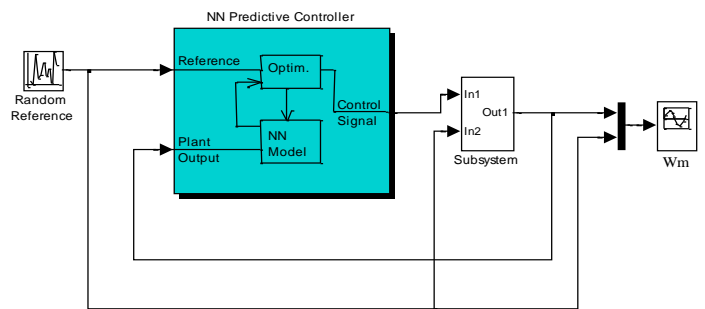 NN Predictive Controller
Random
Reference
Reference
Optim.
Control
Signal
Plant
Output
NN
Model
In1
In2
Out1
Subsystem
Wm